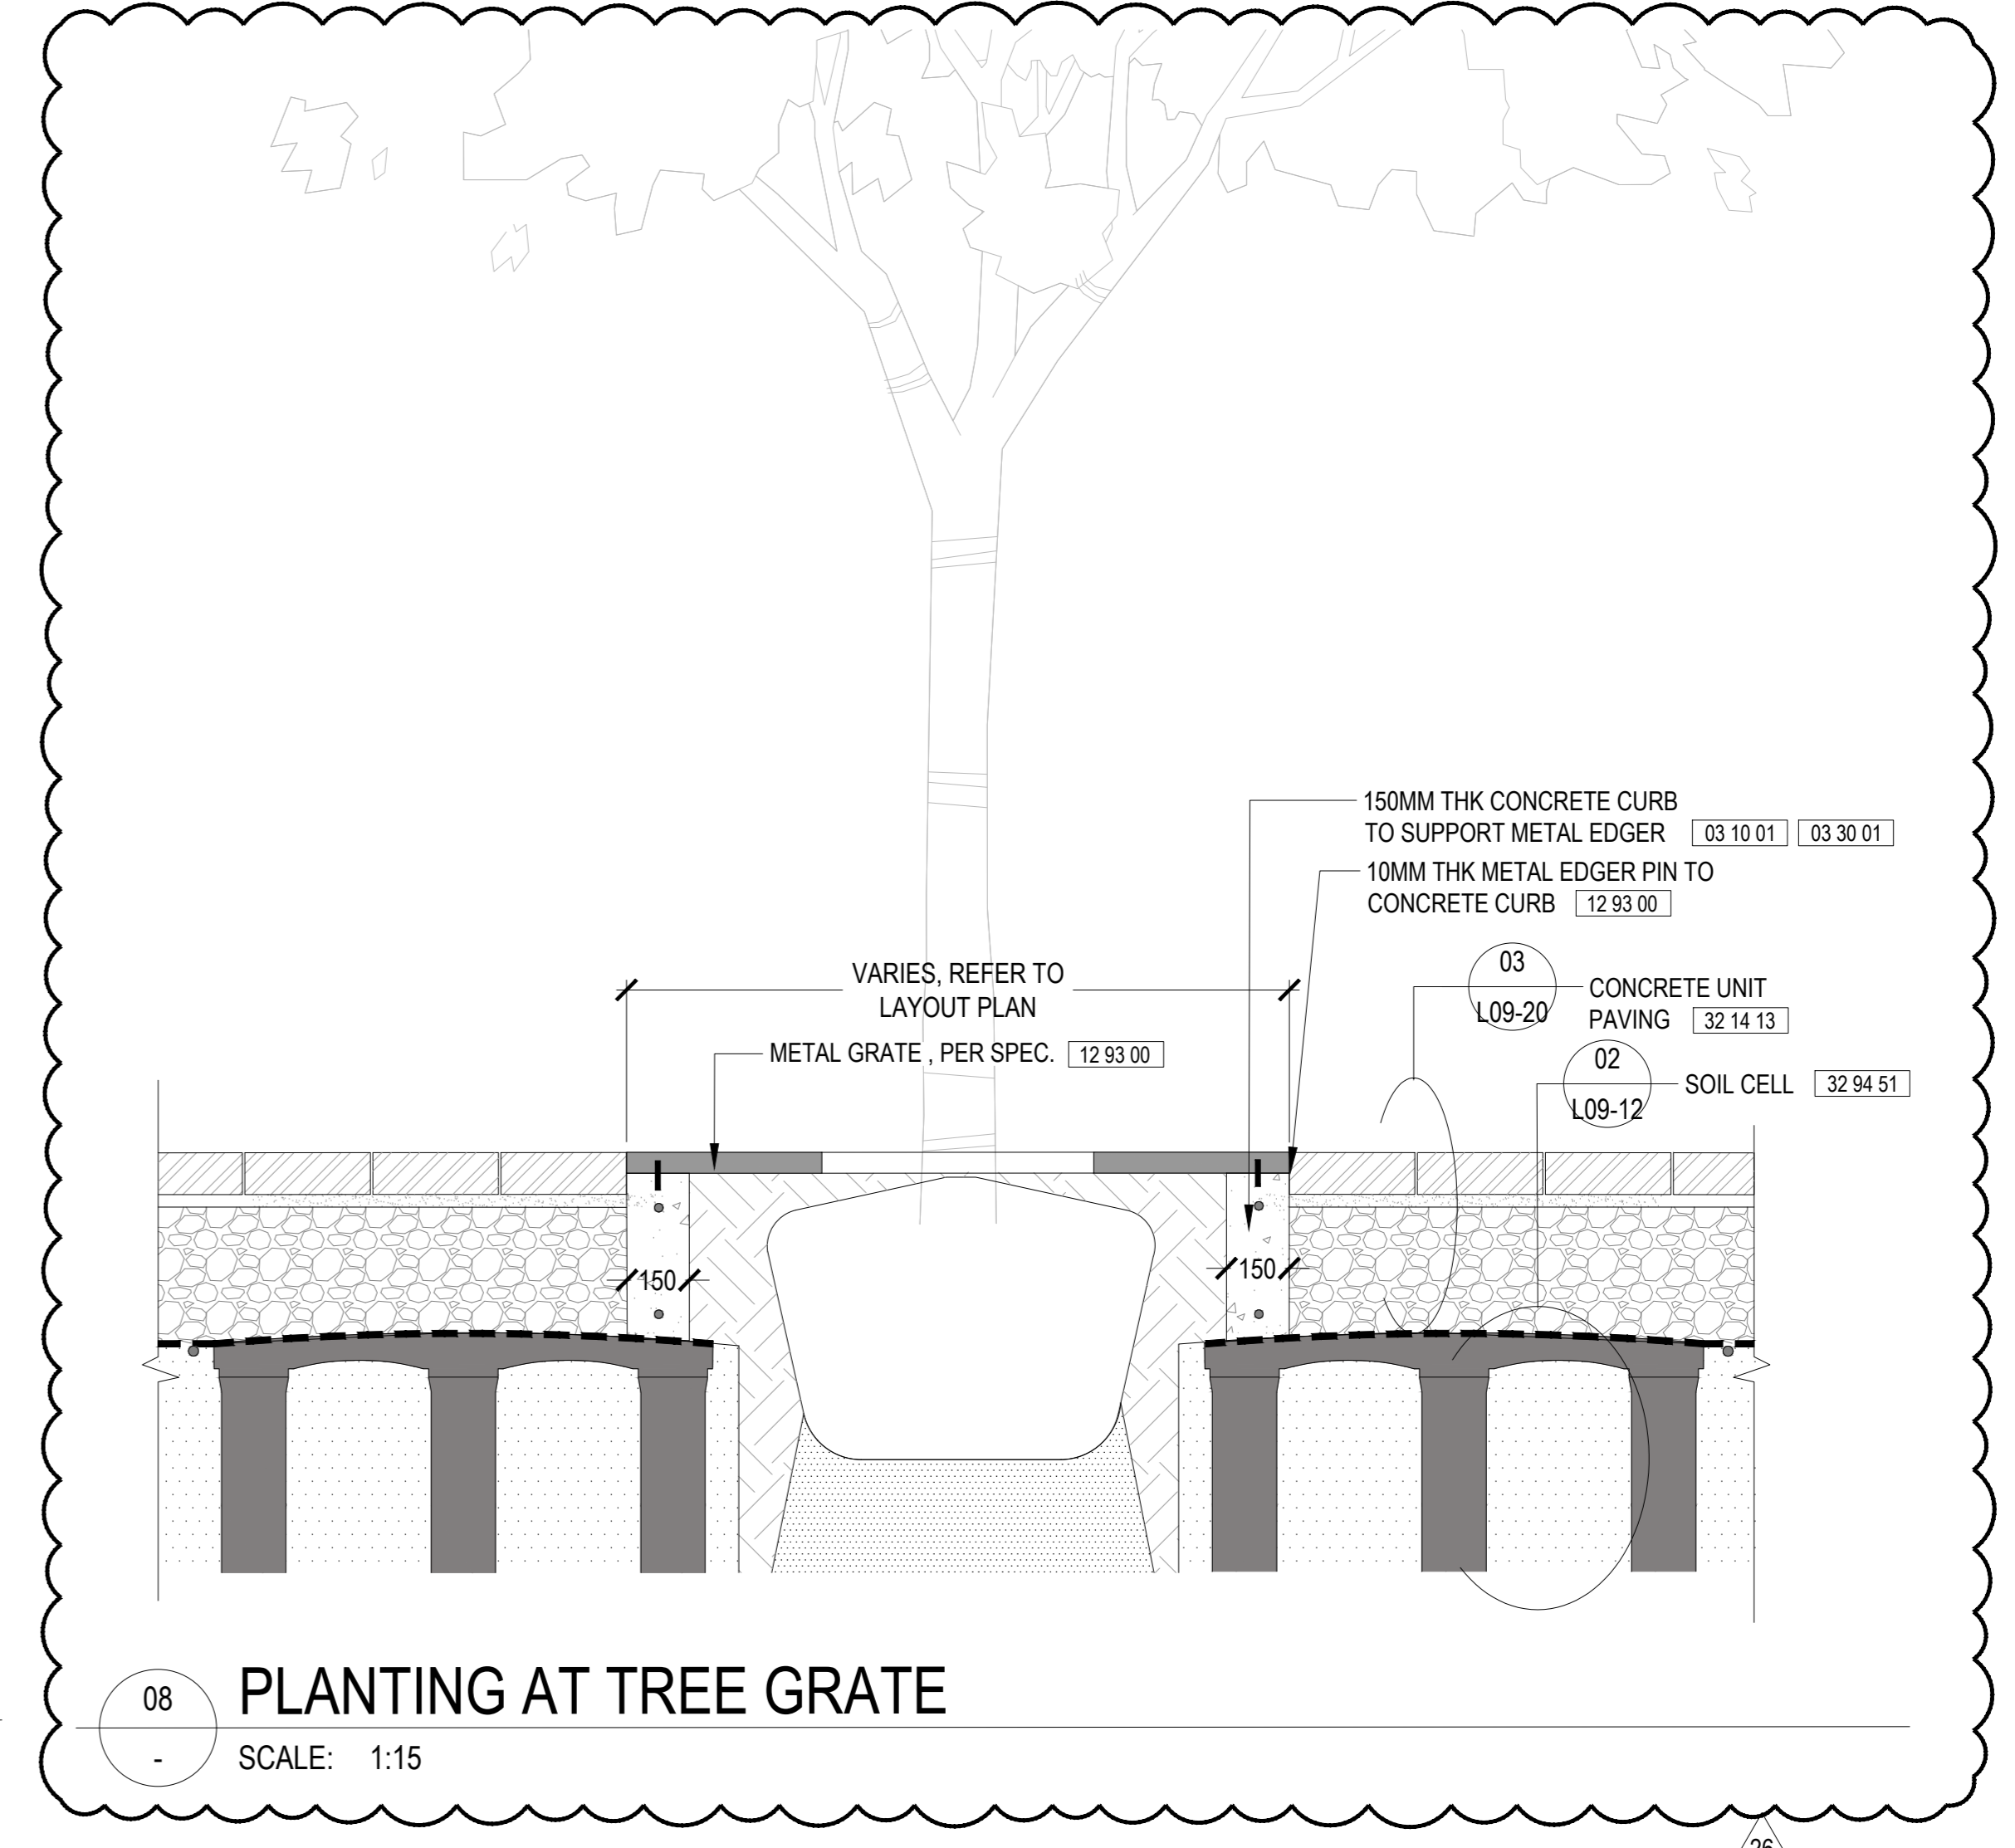 150MM THK CONCRETE CURB
TO SUPPORT METAL EDGER 03 10 01 03 30 01
10MM THK METAL EDGER PIN TO
CONCRETE CURB 12 93 00
03
L09-20
CONCRETE UNIT
PAVING 32 14 13
02
L09-12
SOIL CELL 32 94 51
VARIES, REFER TO
LAYOUT PLAN
METAL GRATE , PER SPEC. 12 93 00
150
150
08
-
PLANTING AT TREE GRATE
SCALE: 1:15
26